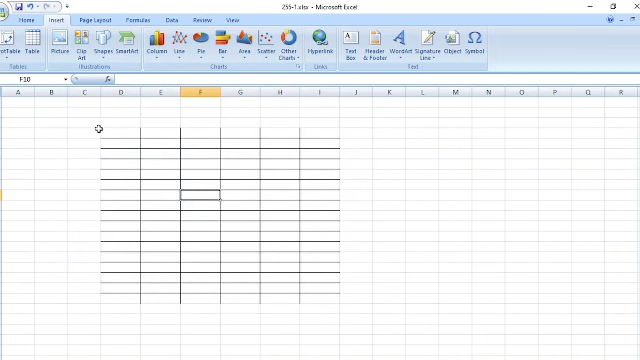 255-1.xlsx - Microsoft Excel
Home Insert Page Layout Formulas Data Review View
PivotTable Table Picture Clip Art Shapes SmartArt Column Line Pie Bar Area Scatter Other Charts Hyperlink Text Box Header & Footer WordArt Signature Line Object Symbol
Tables Illustrations Charts Links Text
F10 fx
A B C D E F G H I J K L M N O P Q R